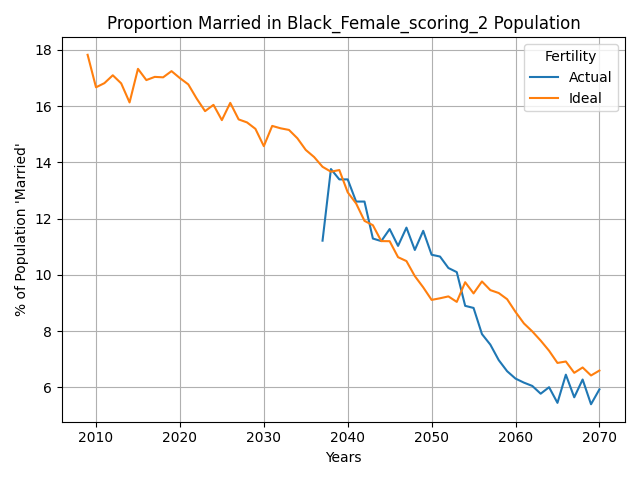 Proportion Married in Black_Female_scoring_2 Population
Fertility
Actual
Ideal
% of Population 'Married'
18
16
14
12
10
8
6
2010 2020 2030 2040 2050 2060 2070
Years